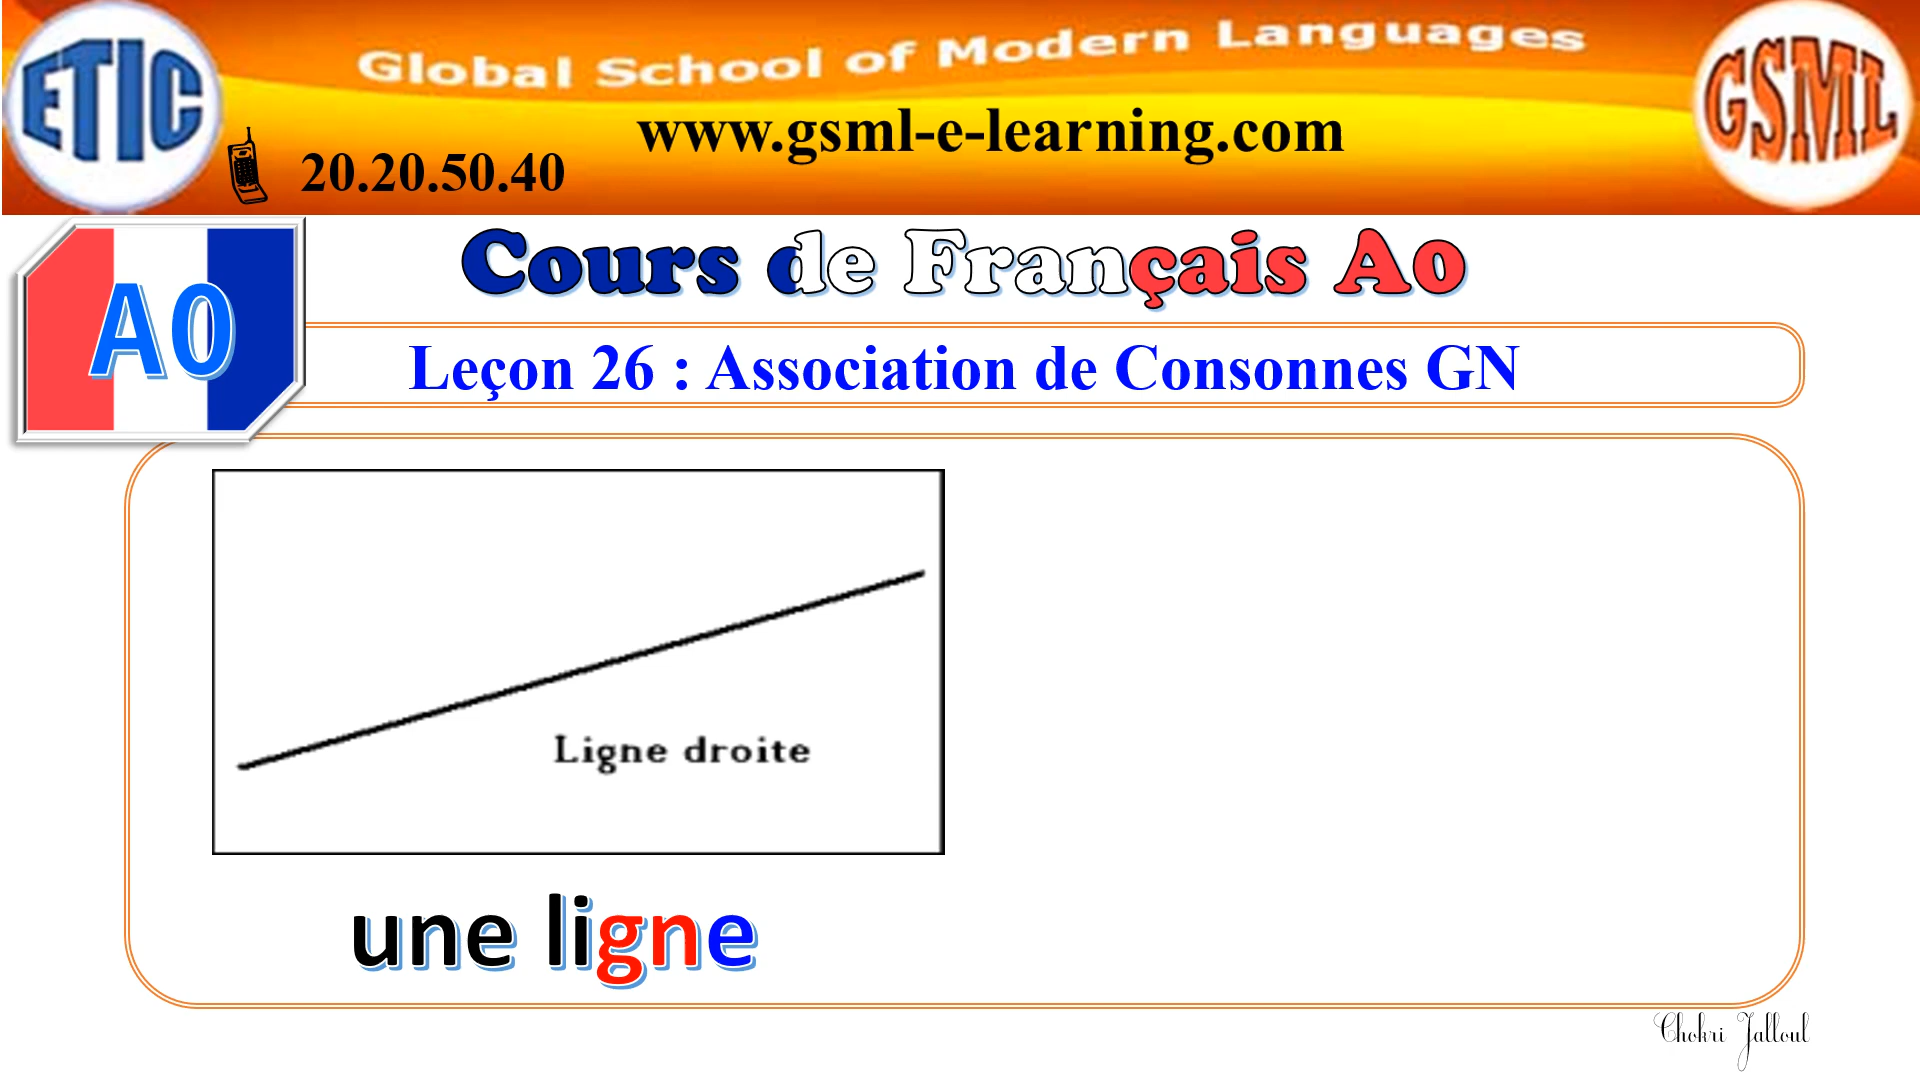 ETIC
Global School of Modern Languages
GSML
www.gsml-e-learning.com
20.20.50.40
Cours de Français A0
A0
Leçon 26 : Association de Consonnes GN
Ligne droite
une ligne
Chokri Jalloul